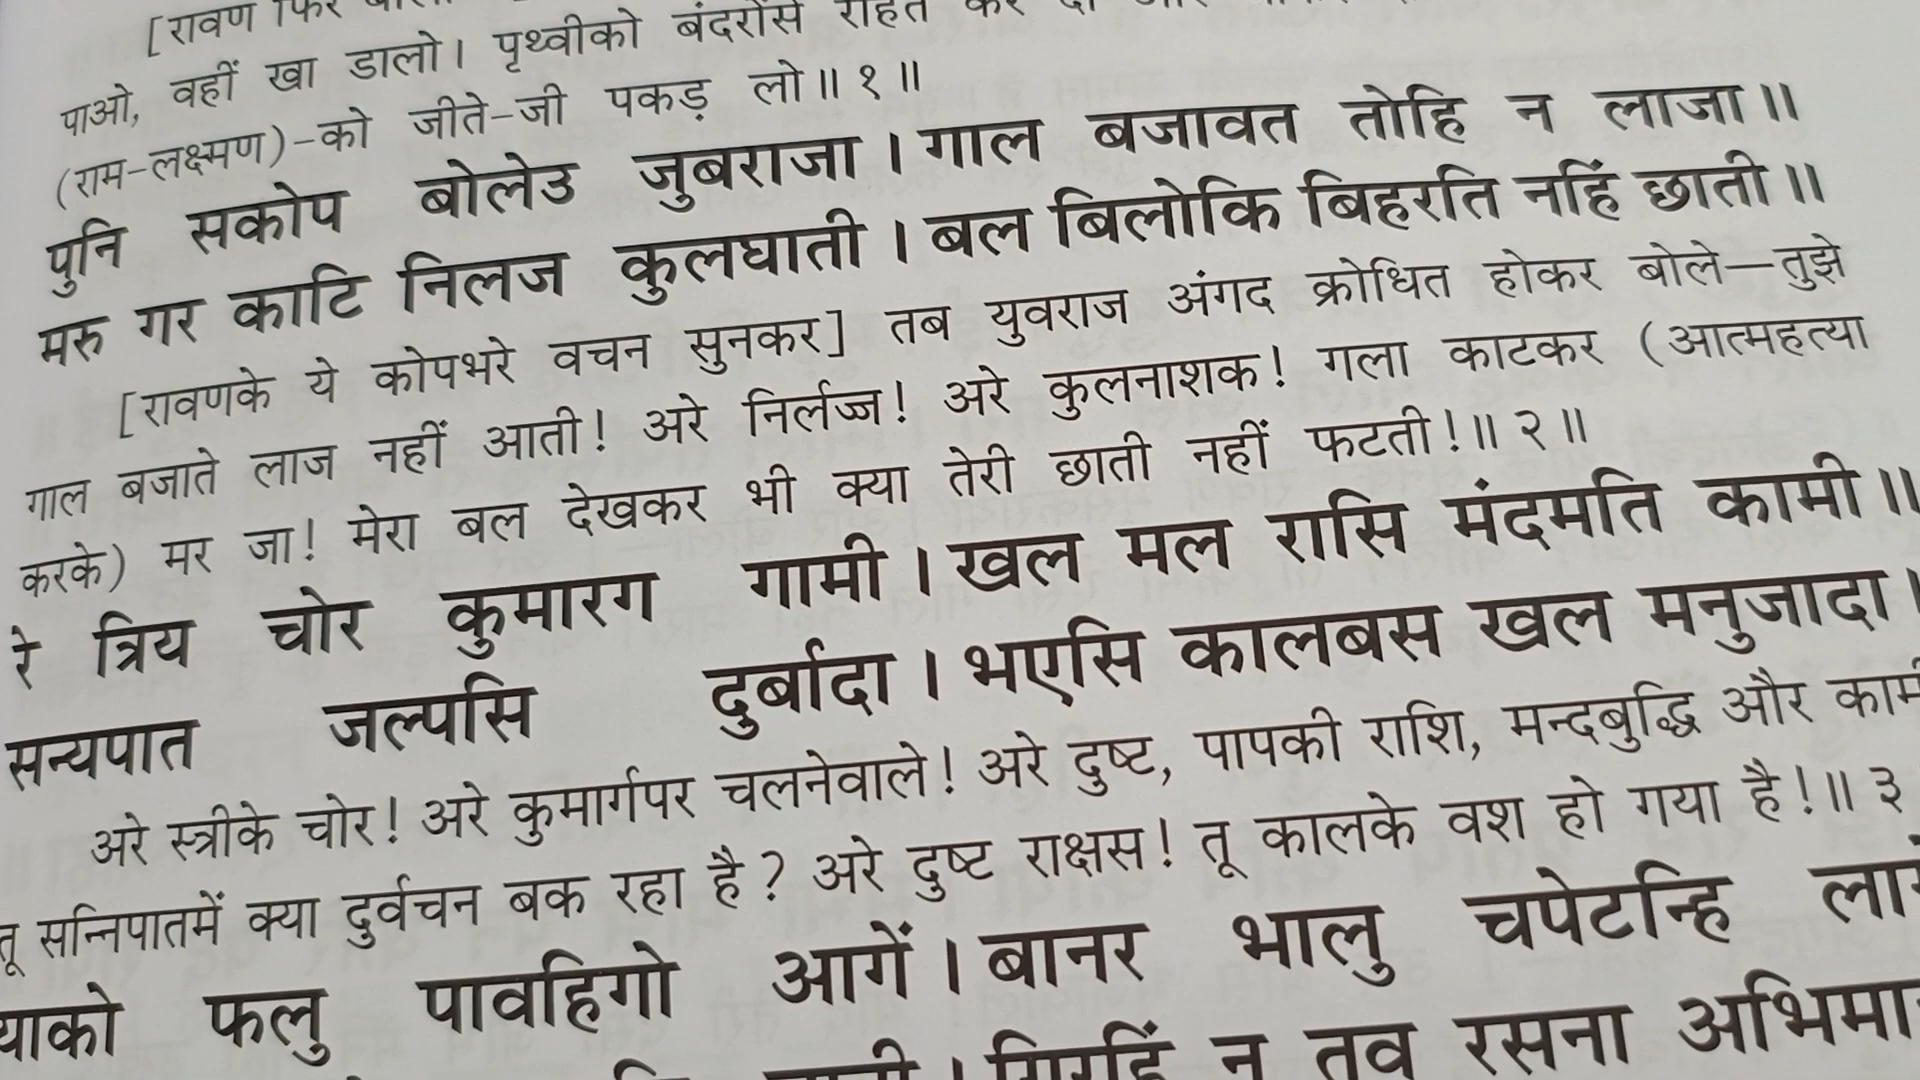 [रावण फिर
पाओ, वहीं खा डालो। पृथ्वीको बंदरोंसे रहित कर दो
(राम-लक्ष्मण)-को जीते-जी पकड़ लो॥ १ ॥
पुनि सकोप बोलेउ जुबराजा। गाल बजावत तोहि न लाजा॥
मरु गर काटि निलज कुलघाती। बल बिलोकि बिहरति नहिं छाती॥
[रावणके ये कोपभरे वचन सुनकर] तब युवराज अंगद क्रोधित होकर बोले—तुझे
गाल बजाते लाज नहीं आती! अरे निर्लज्ज! अरे कुलनाशक! गला काटकर (आत्महत्या
करके) मर जा! मेरा बल देखकर भी क्या तेरी छाती नहीं फटती!॥ २ ॥
रे त्रिय चोर कुमारग गामी। खल मल रासि मंदमति कामी॥
सन्यपात जल्पसि दुर्बादा। भएसि कालबस खल मनुजादा।
अरे स्त्रीके चोर! अरे कुमार्गपर चलनेवाले! अरे दुष्ट, पापकी राशि, मन्दबुद्धि और
तू सन्निपातमें क्या दुर्वचन बक रहा है? अरे दुष्ट राक्षस! तू कालके वश हो गया है!॥ ३
याको फलु पावहिगो आगें। बानर भालु चपेटन्हि
न तव रसना